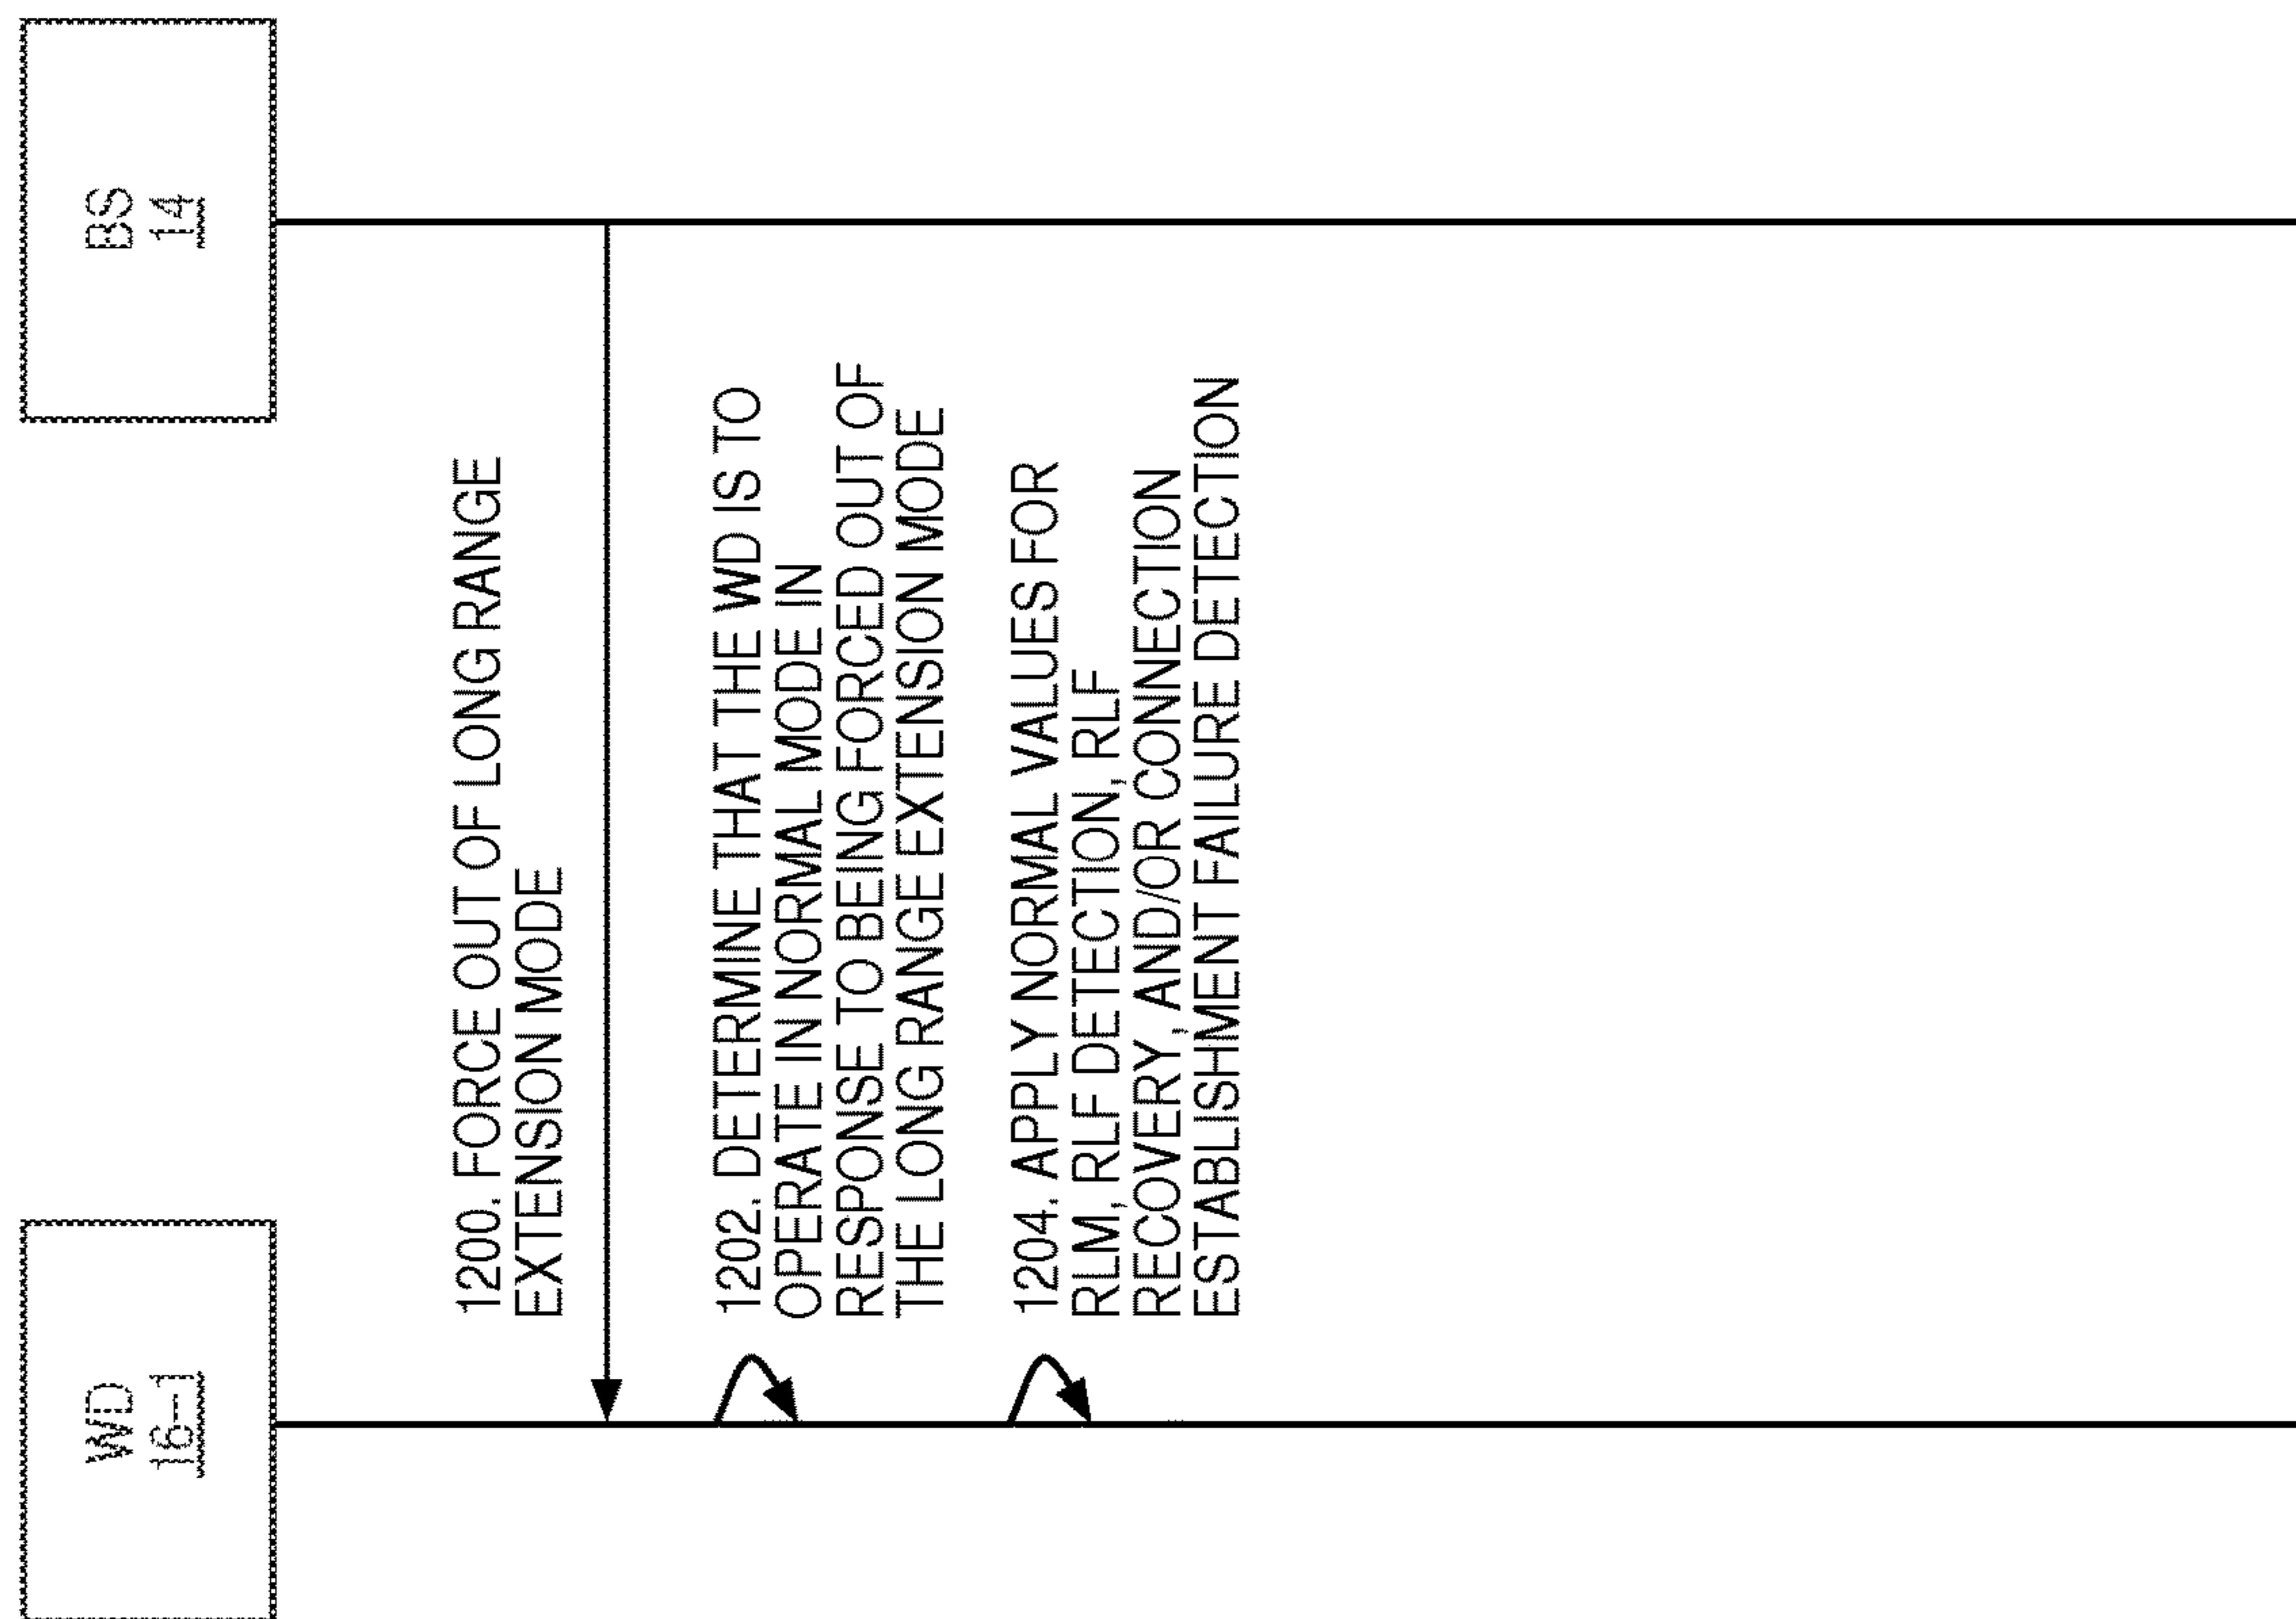 WD
16-1
BS
14
1200. FORCE OUT OF LONG RANGE
EXTENSION MODE
1202. DETERMINE THAT THE WD IS TO
OPERATE IN NORMAL MODE IN
RESPONSE TO BEING FORCED OUT OF
THE LONG RANGE EXTENSION MODE
1204. APPLY NORMAL VALUES FOR
RLM, RLF DETECTION, RLF
RECOVERY, AND/OR CONNECTION
ESTABLISHMENT FAILURE DETECTION